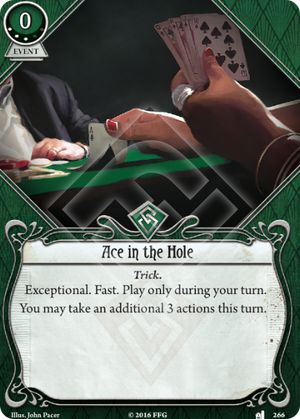 0
EVENT
Ace in the Hole
Trick.
Exceptional. Fast. Play only during your turn.
You may take an additional 3 actions this turn.
Illus. John Pacer © 2016 FFG 266